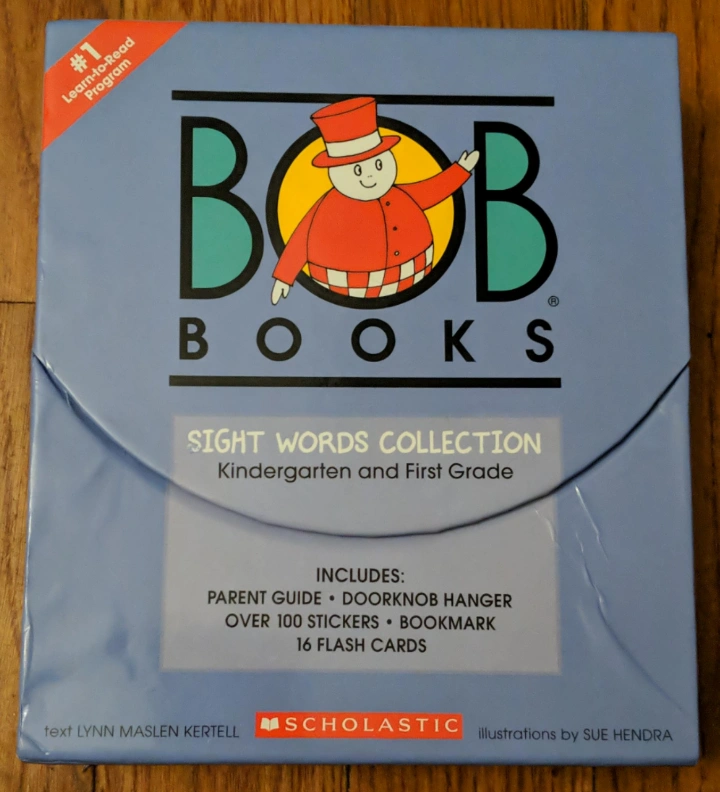 #1
Learn-to-Read
Program
BOB
®
BOOKS
SIGHT WORDS COLLECTION
Kindergarten and First Grade
INCLUDES:
PARENT GUIDE • DOORKNOB HANGER
OVER 100 STICKERS • BOOKMARK
16 FLASH CARDS
text LYNN MASLEN KERTELL
SCHOLASTIC
illustrations by SUE HENDRA